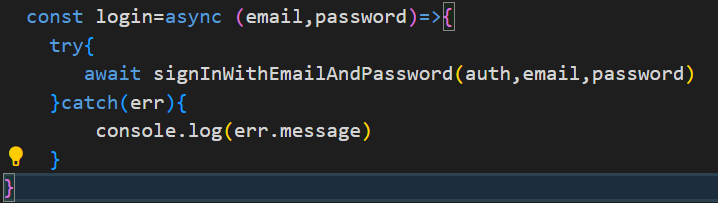 const login=async (email,password)=>{
try{
await signInWithEmailAndPassword(auth,email,password)
}catch(err){
console.log(err.message)
}
}